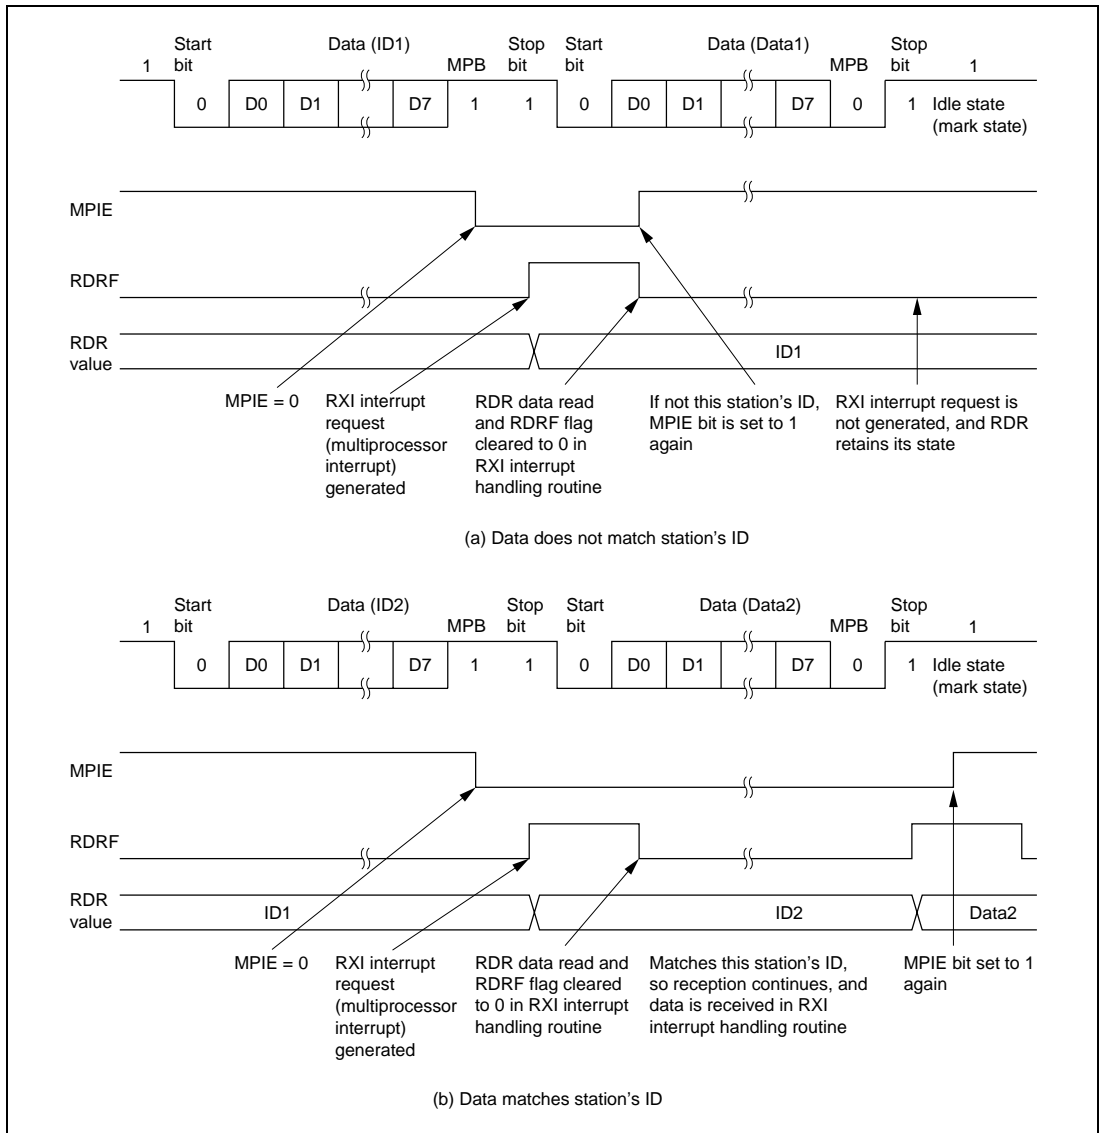 Start bit Data (ID1) MPB Stop bit Start bit Data (Data1) MPB Stop bit
1 0 D0 D1 D7 1 1 0 D0 D1 D7 0 1 1
Idle state
(mark state)
MPIE
RDRF
RDR
value
ID1
MPIE = 0
RXI interrupt
request
(multiprocessor
interrupt)
generated
RDR data read
and RDRF flag
cleared to 0 in
RXI interrupt
handling routine
If not this station's ID,
MPIE bit is set to 1
again
RXI interrupt request is
not generated, and RDR
retains its state
(a) Data does not match station's ID
Start bit Data (ID2) MPB Stop bit Start bit Data (Data2) MPB Stop bit
1 0 D0 D1 D7 1 1 0 D0 D1 D7 0 1 1
Idle state
(mark state)
MPIE
RDRF
RDR
value
ID1 ID2 Data2
MPIE = 0
RXI interrupt
request
(multiprocessor
interrupt)
generated
RDR data read and
RDRF flag cleared
to 0 in RXI interrupt
handling routine
Matches this station's ID,
so reception continues, and
data is received in RXI
interrupt handling routine
MPIE bit set to 1
again
(b) Data matches station's ID